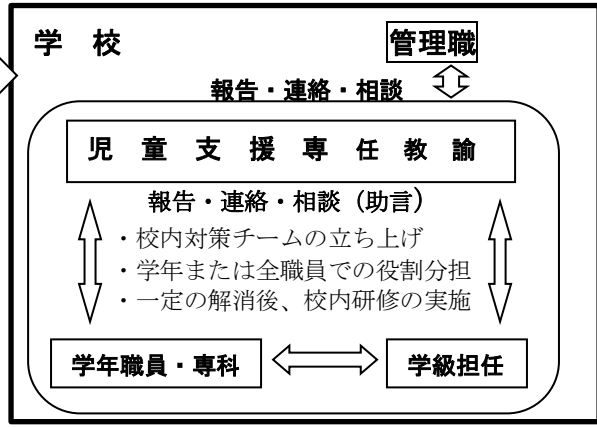 学校
管理職
報告・連絡・相談
児童支援専任教諭
報告・連絡・相談（助言）
・校内対策チームの立ち上げ
・学年または全職員での役割分担
・一定の解消後、校内研修の実施
学年職員・専科
学級担任